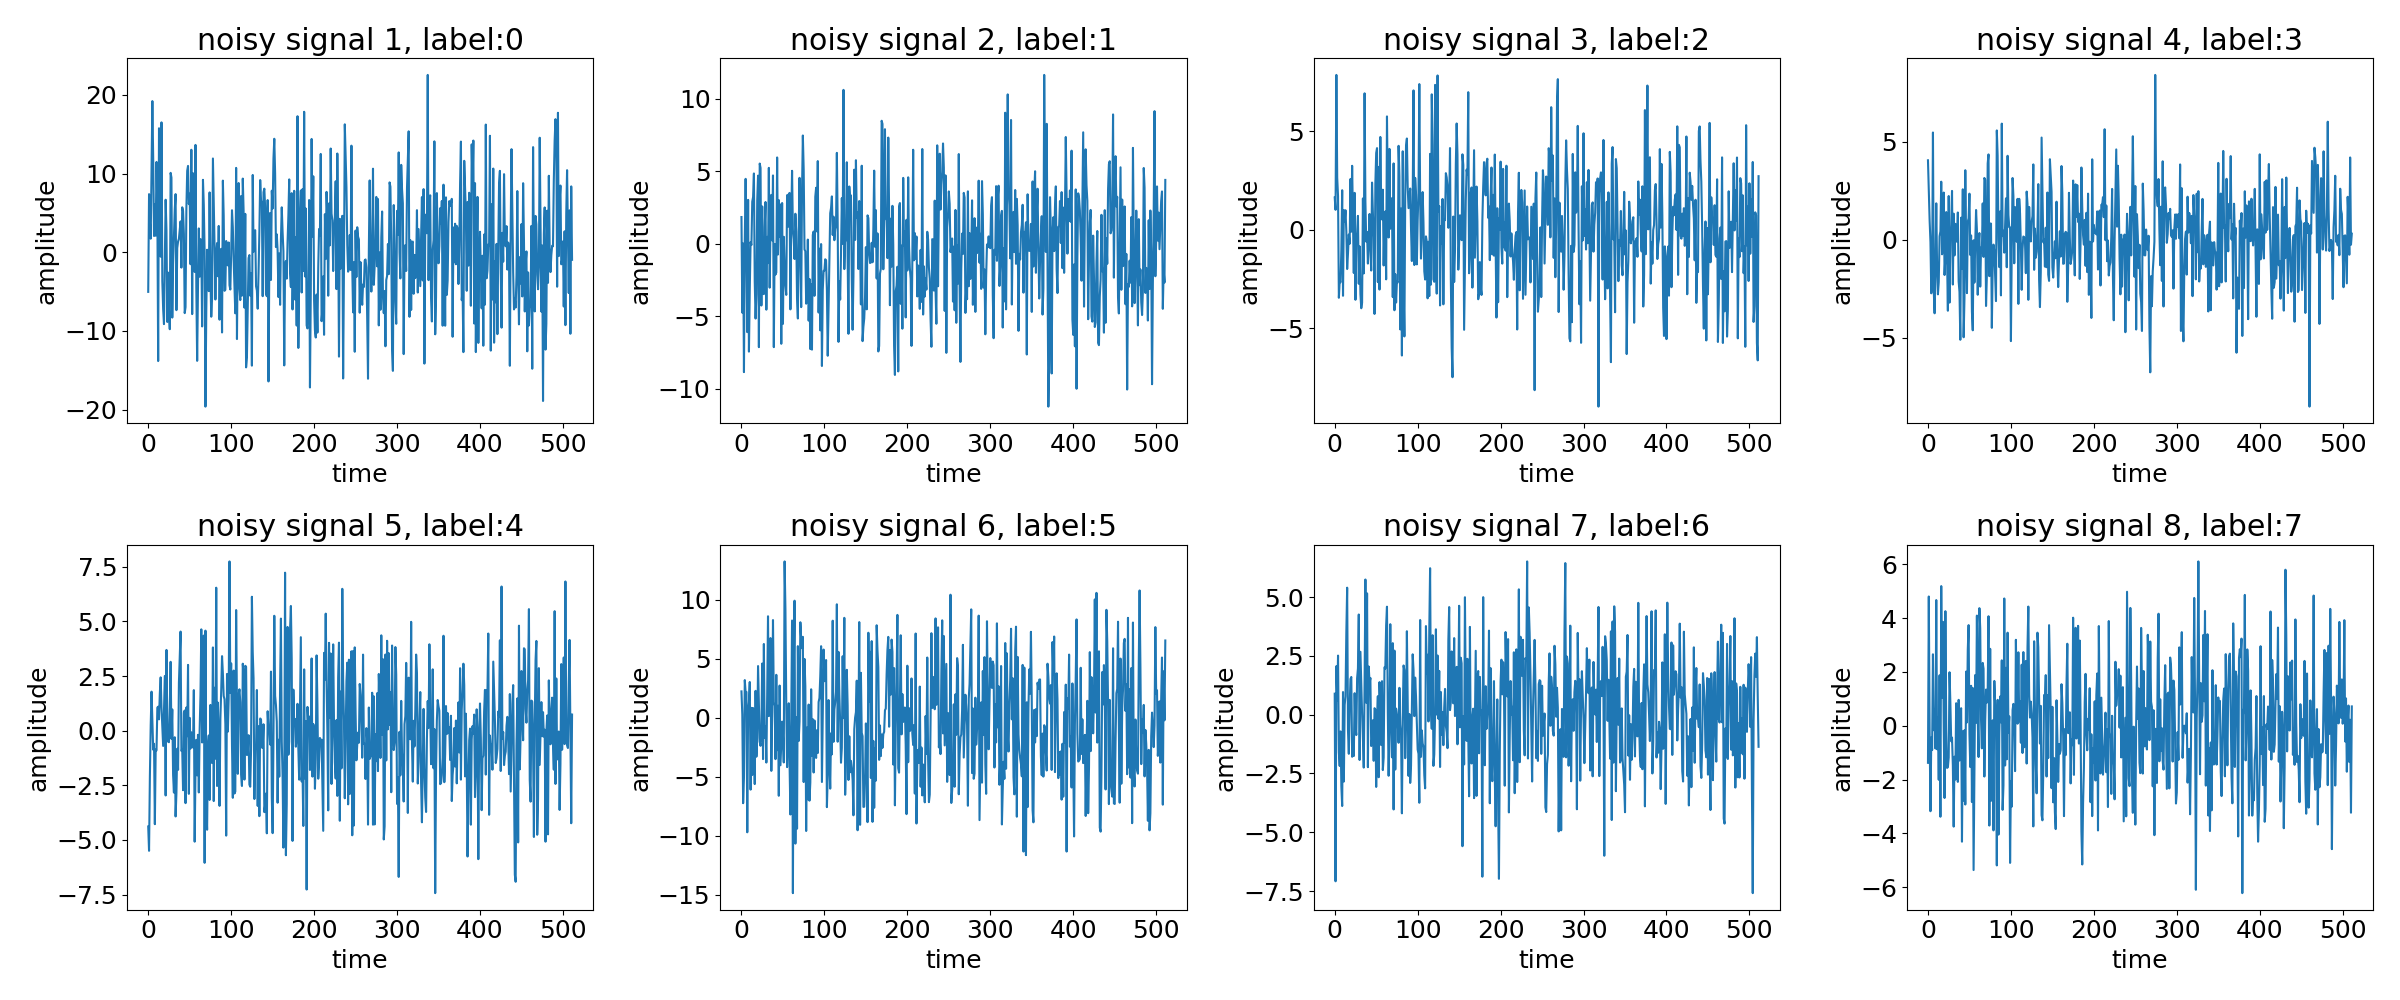 noisy signal 1, label:0
noisy signal 2, label:1
noisy signal 3, label:2
noisy signal 4, label:3
20
10
0
−10
−20
amplitude
0 100 200 300 400 500
time
10
5
0
−5
−10
amplitude
0 100 200 300 400 500
time
5
0
−5
amplitude
0 100 200 300 400 500
time
5
0
−5
amplitude
0 100 200 300 400 500
time
noisy signal 5, label:4
noisy signal 6, label:5
noisy signal 7, label:6
noisy signal 8, label:7
7.5
5.0
2.5
0.0
−2.5
−5.0
−7.5
amplitude
0 100 200 300 400 500
time
10
5
0
−5
−10
−15
amplitude
0 100 200 300 400 500
time
5.0
2.5
0.0
−2.5
−5.0
−7.5
amplitude
0 100 200 300 400 500
time
6
4
2
0
−2
−4
−6
amplitude
0 100 200 300 400 500
time